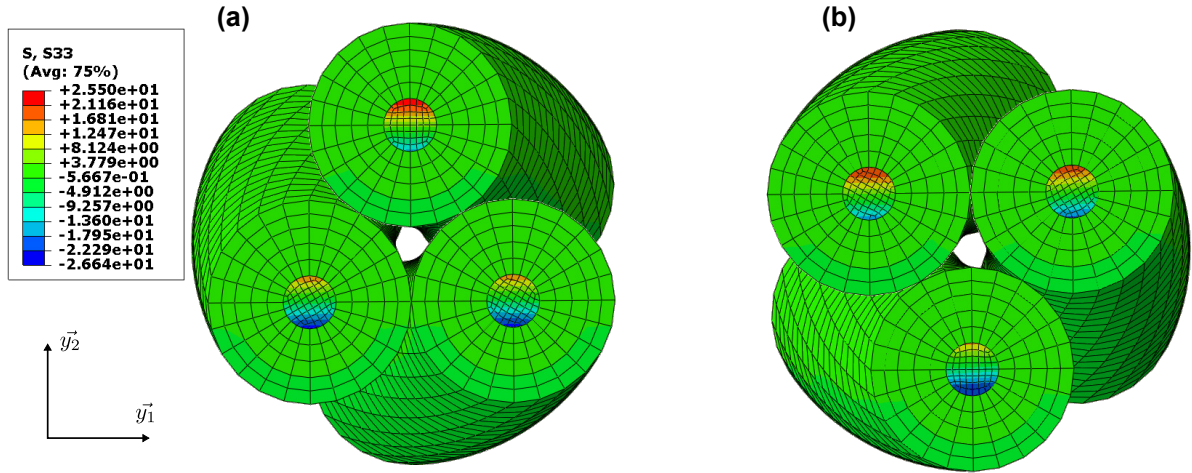 (a)
(b)
S, S33
(Avg: 75%)
+2.550e+01
+2.116e+01
+1.681e+01
+1.247e+01
+8.124e+00
+3.779e+00
-5.667e-01
-4.912e+00
-9.257e+00
-1.360e+01
-1.795e+01
-2.229e+01
-2.664e+01
y⃗₂
y⃗₁